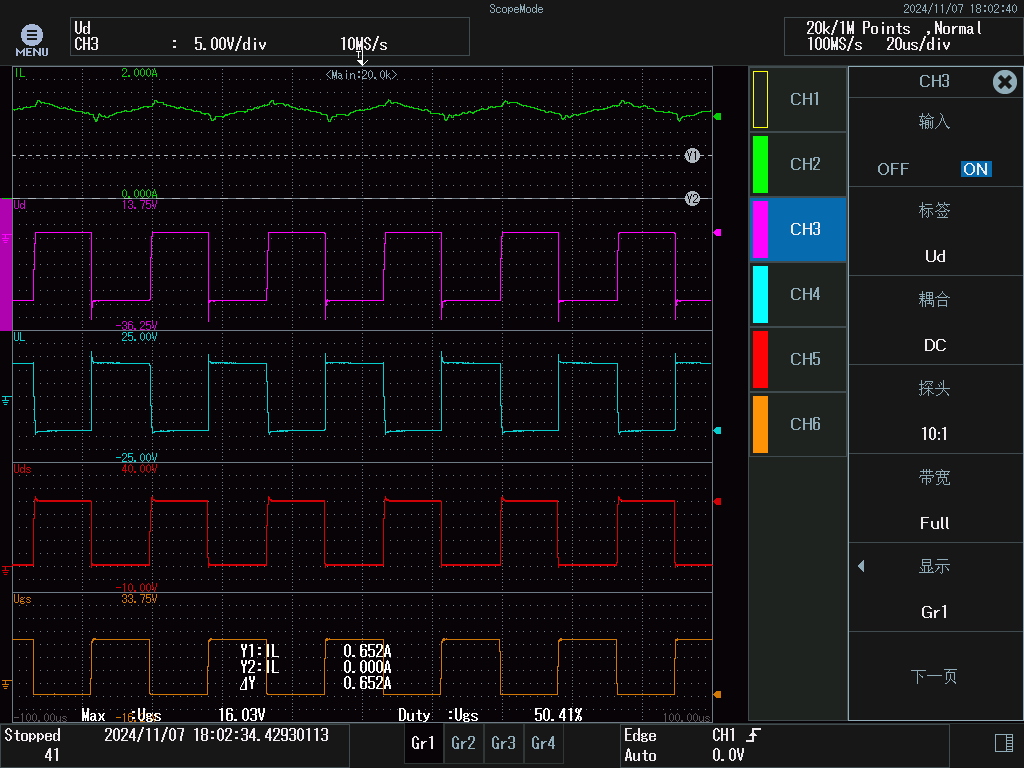 ScopeMode
2024/11/07 18:02:40
MENU
Ud
CH3 : 5.00V/div 10MS/s
20k/1M Points ,Normal
100MS/s 20us/div
IL 2.000A <Main:20.0k>
Y1
0.000A
Y2
Ud 13.75V
-36.25V
UL 25.00V
-25.00V
Uds 40.00V
-10.00V
Ugs 33.75V
Y1:IL 0.652A
Y2:IL 0.000A
⊿Y 0.652A
-100.00us Max :Ugs 16.03V Duty :Ugs 50.41% 100.00us
Stopped 2024/11/07 18:02:34.42930113
41
Gr1 Gr2 Gr3 Gr4
Edge CH1
Auto 0.0V
CH1
CH2
CH3
CH4
CH5
CH6
CH3
输入
OFF ON
标签
Ud
耦合
DC
探头
10:1
带宽
Full
显示
Gr1
下一页